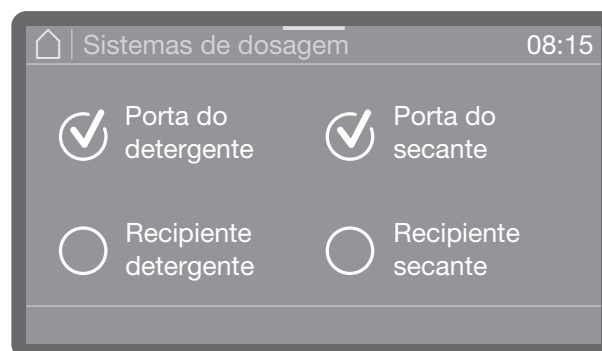 Sistemas de dosagem 08:15
Porta do
detergente
Porta do
secante
Recipiente
detergente
Recipiente
secante